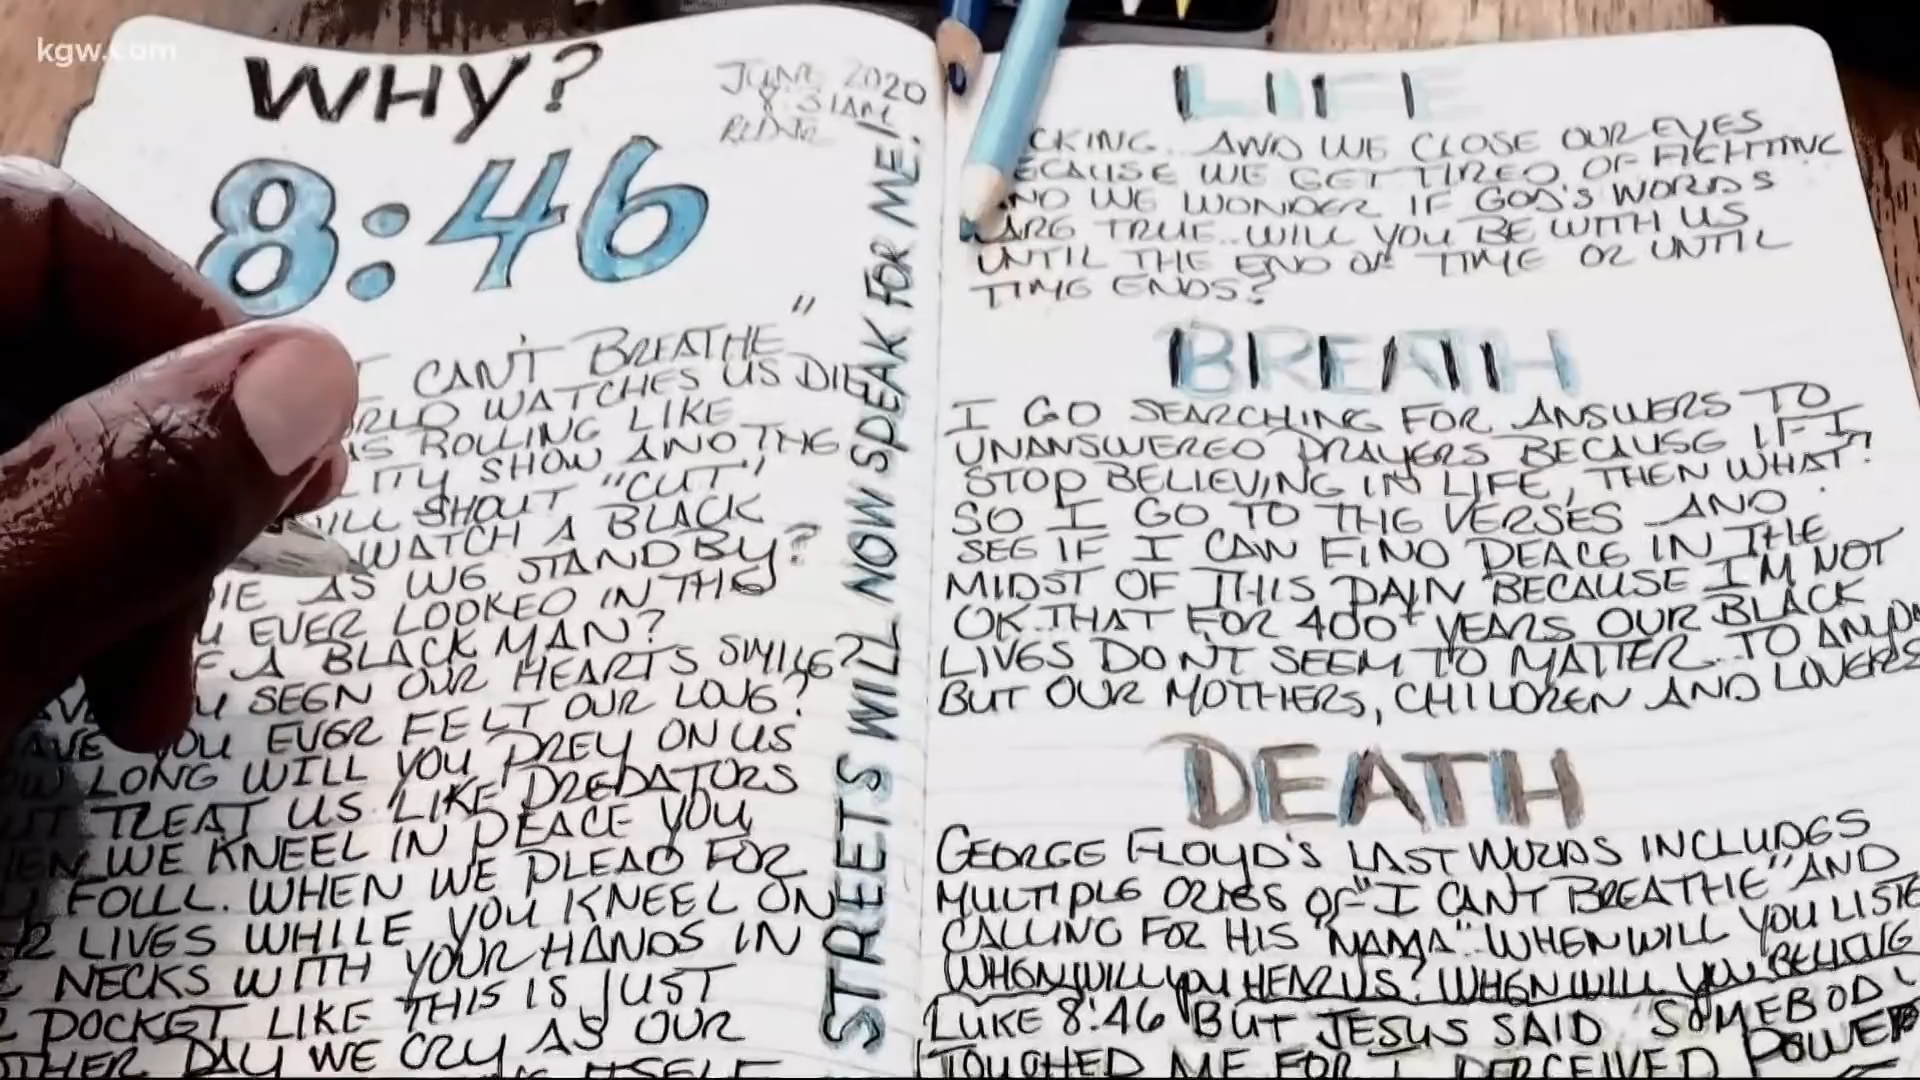 kgw.com
WHY?
JUNE 2020
8:31AM
8:46
"
CAN'T BREATHE
WATCHES US DIE
ROLLING LIKE
SHOW AND THE
SHOUT "CUT"
WATCH A BLACK
AS WE STAND BY?
EVER LOOKED IN THE
A BLACK MAN?
SEEN OUR HEARTS SMILE?
YOU EVER FELT OUR LOVE?
LONG WILL YOU PREY ON US
TREAT US LIKE PREDATORS
WE KNEEL IN PEACE YOU
FOLLL. WHEN WE PLEAD FOR
LIVES WHILE YOU KNEEL ON
NECKS WITH YOUR HANDS IN
POCKET LIKE THIS IS JUST
DAY WE CRY AS OUR
STREETS WILL NOW SPEAK FOR ME!
LIFE
CKING.. AND WE CLOSE OUR EYES
ECAUSE WE GET TIRED OF FIGHTING
AND WE WONDER IF GOD'S WORDS
ARE TRUE.. WILL YOU BE WITH US
UNTIL THE END OF TIME OR UNTIL
TIME ENDS?
BREATH
I GO SEARCHING FOR ANSWERS TO
UNANSWERED PRAYERS BECAUSE IF I
STOP BELIEVING IN LIFE, THEN WHAT?
SO I GO TO THE VERSES AND
SEE IF I CAN FIND PEACE IN THE
MIDST OF THIS PAIN BECAUSE I'M NOT
OK.. THAT FOR 400+ YEARS OUR BLACK
LIVES DON'T SEEM TO MATTER.. TO
BUT OUR MOTHERS, CHILDREN AND LOVERS
DEATH
GEORGE FLOYD'S LAST WORDS INCLUDES
MULTIPLE CRIES OF "I CAN'T BREATHE" AND
CALLING FOR HIS "MAMA".. WHEN WILL YOU LISTE
WHEN WILL YOU HEAR US? WHEN WILL YOU
LUKE 8:46 BUT JESUS SAID SOMEBODY
TOUCHED ME FOR I PERCEIVED POWER